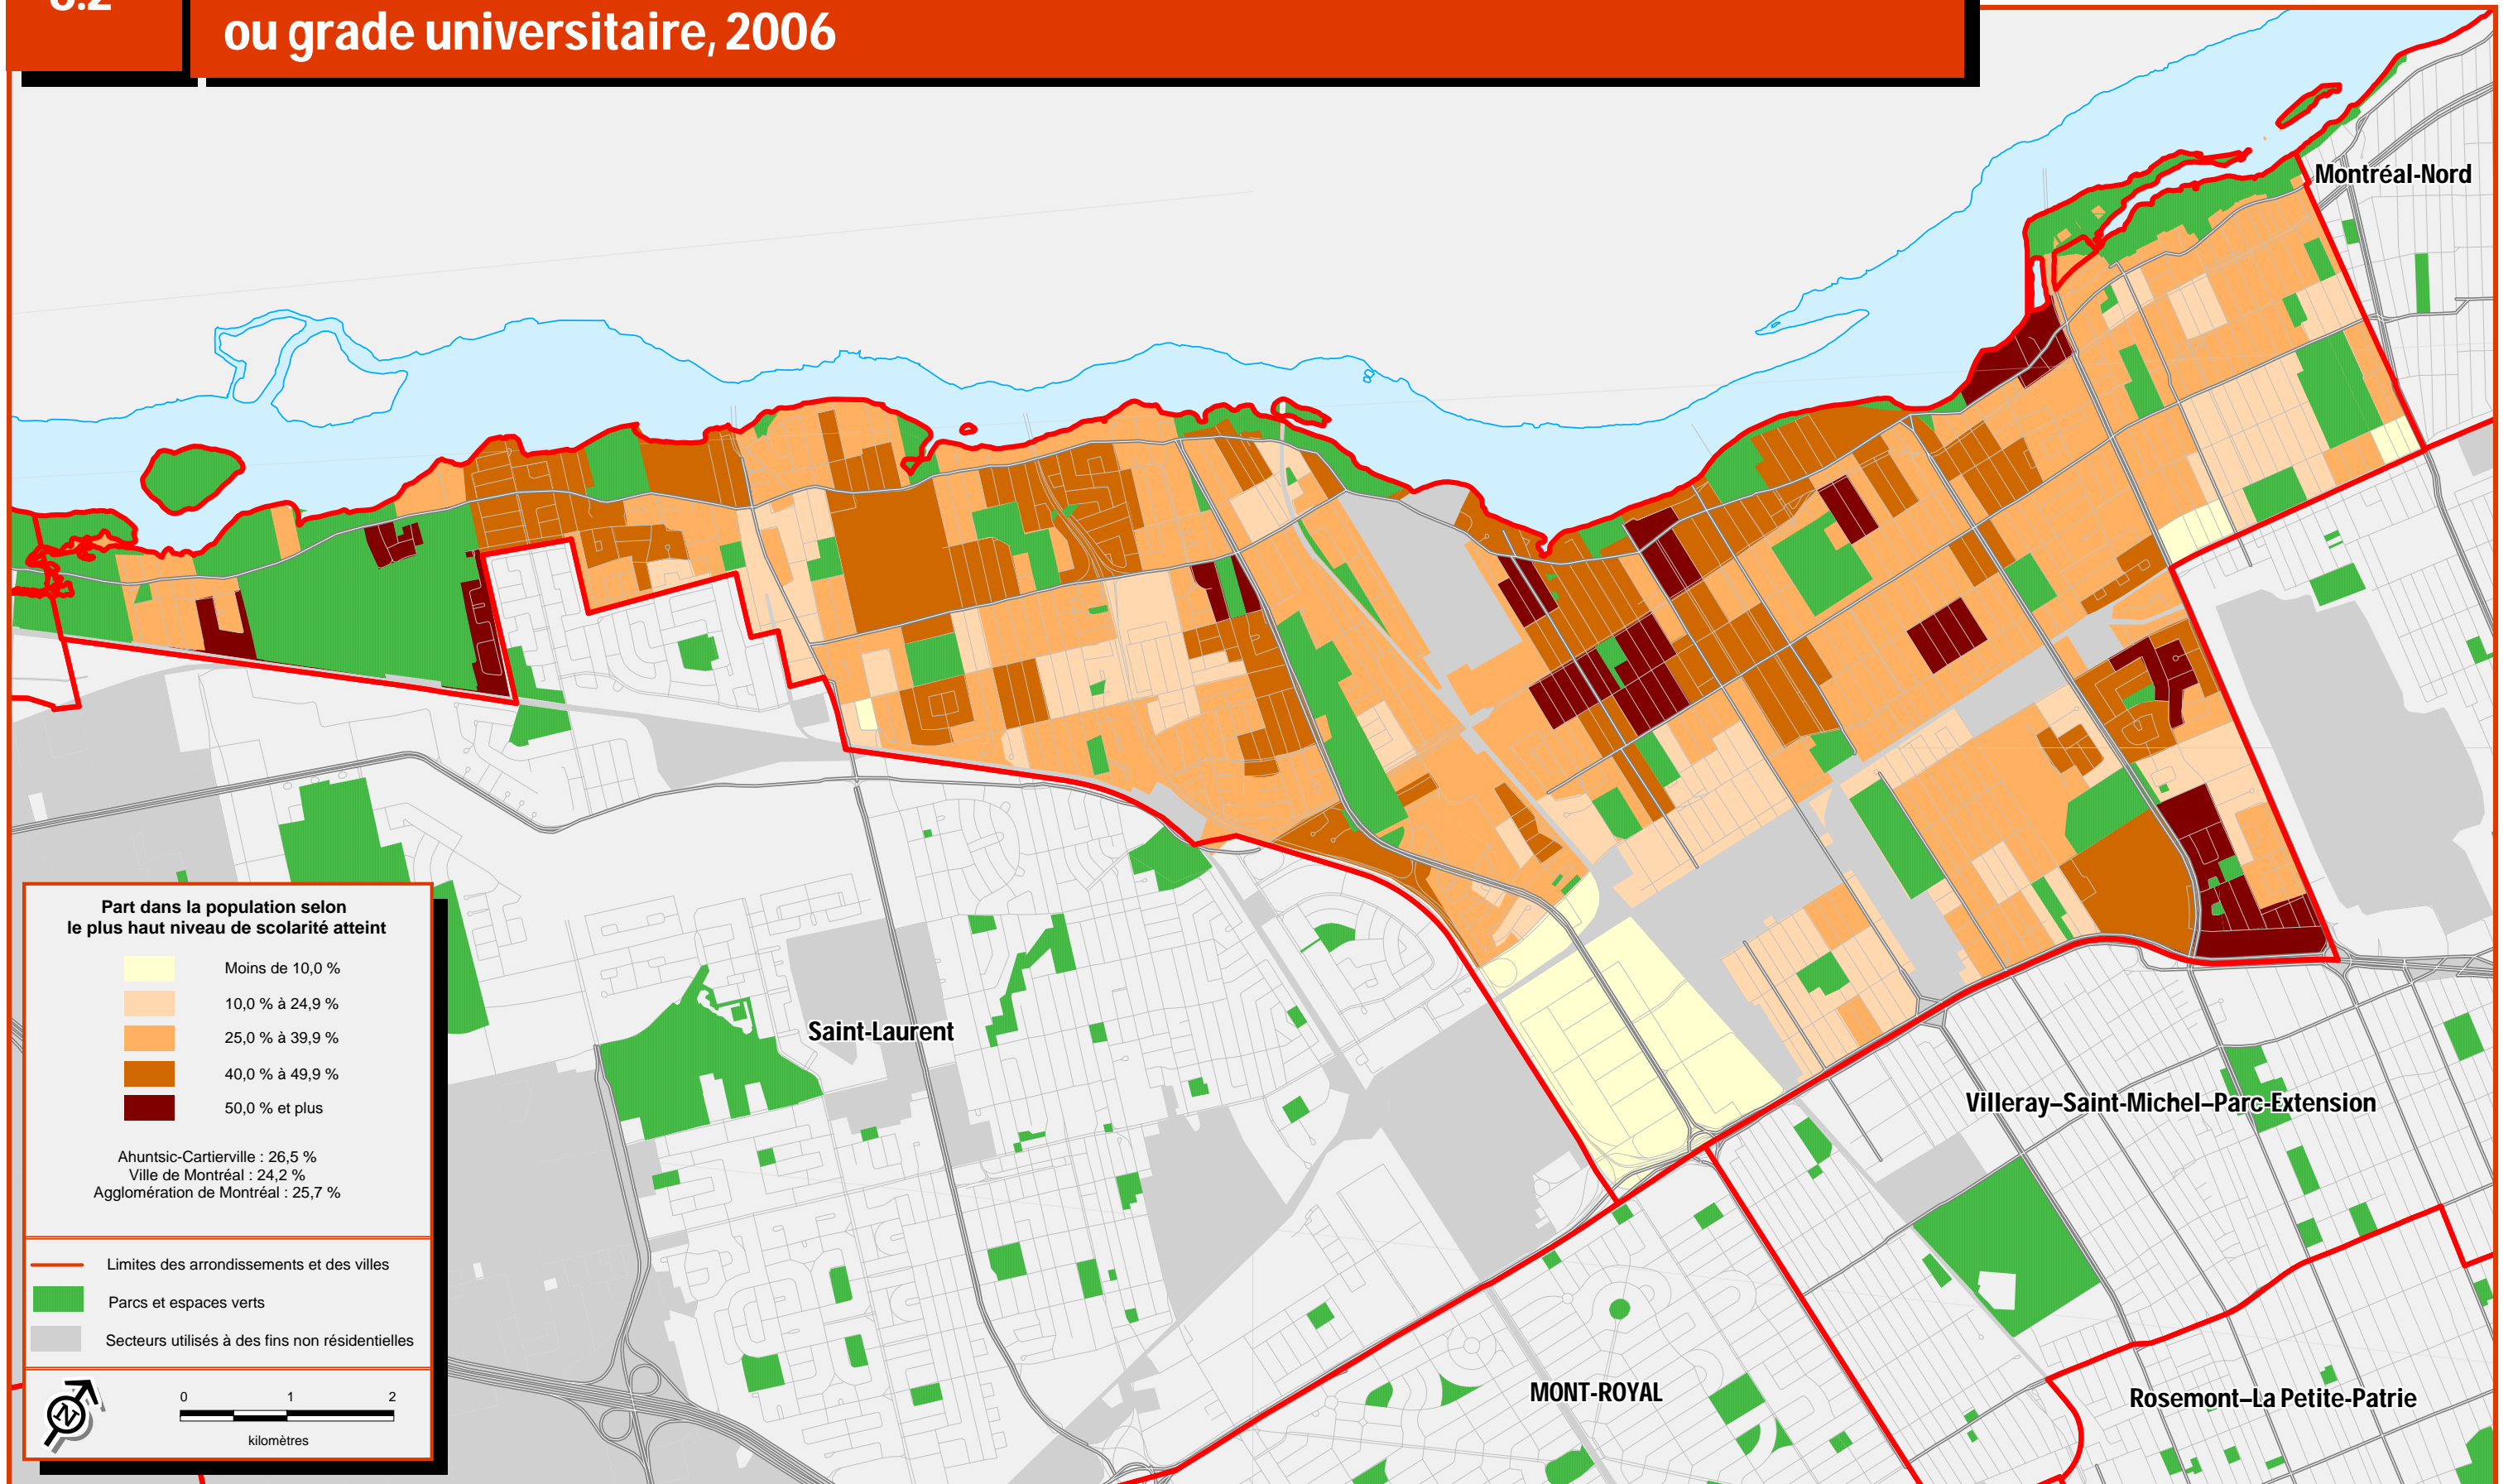 6.2
ou grade universitaire, 2006
Montréal-Nord
Saint-Laurent
Villeray–Saint-Michel–Parc-Extension
MONT-ROYAL
Rosemont–La Petite-Patrie
Part dans la population selon
le plus haut niveau de scolarité atteint
Moins de 10,0 %
10,0 % à 24,9 %
25,0 % à 39,9 %
40,0 % à 49,9 %
50,0 % et plus
Ahuntsic-Cartierville : 26,5 %
Ville de Montréal : 24,2 %
Agglomération de Montréal : 25,7 %
Limites des arrondissements et des villes
Parcs et espaces verts
Secteurs utilisés à des fins non résidentielles
N
0 1 2
kilomètres